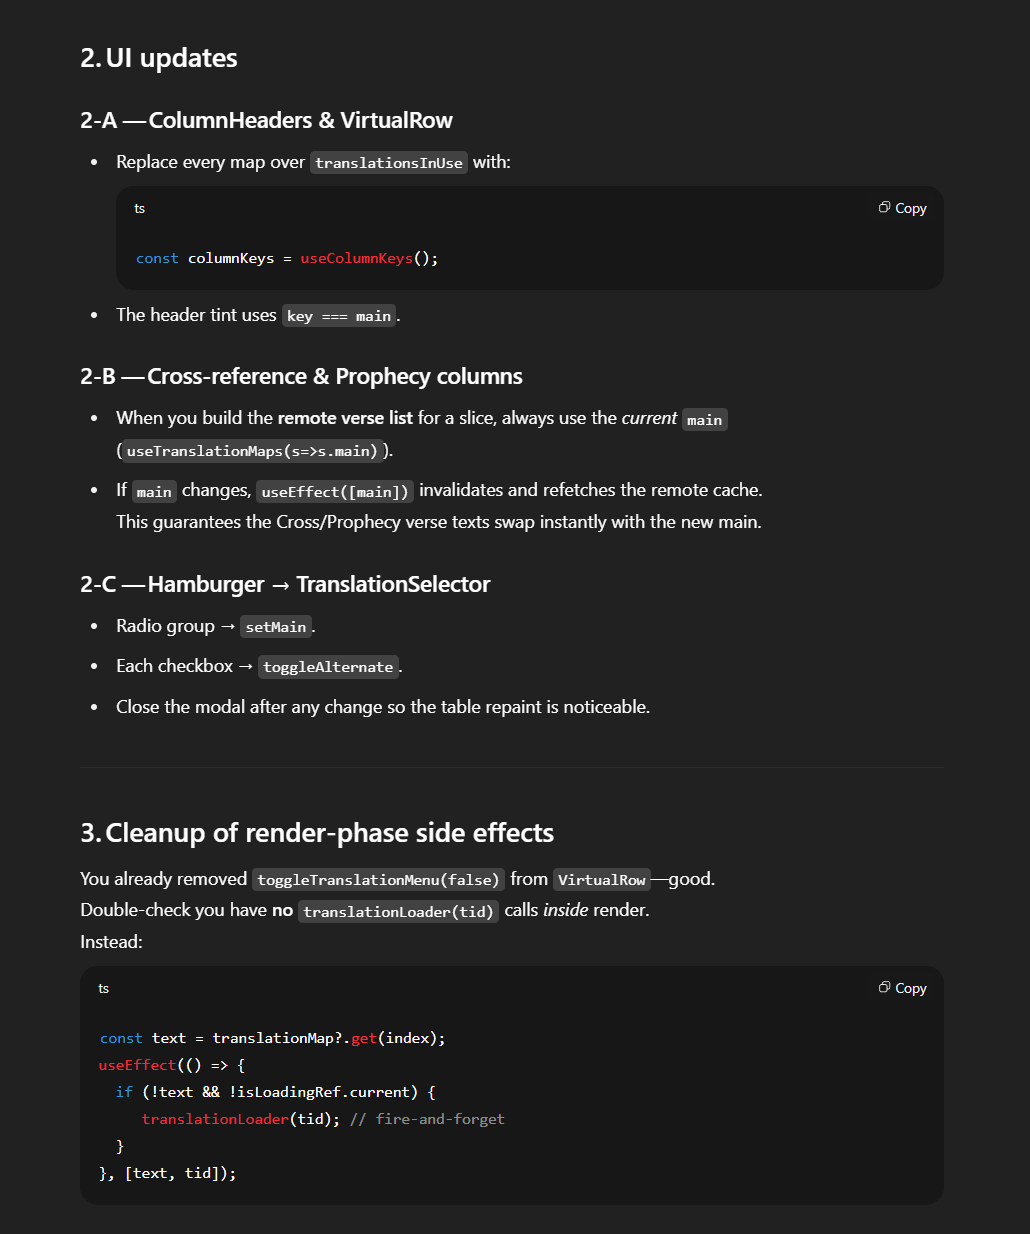 2. UI updates
2-A — ColumnHeaders & VirtualRow
• Replace every map over translationsInUse with:
ts
Copy
const columnKeys = useColumnKeys();
• The header tint uses key === main.
2-B — Cross-reference & Prophecy columns
• When you build the remote verse list for a slice, always use the current main
(useTranslationMaps(s=>s.main)).
• If main changes, useEffect([main]) invalidates and refetches the remote cache.
This guarantees the Cross/Prophecy verse texts swap instantly with the new main.
2-C — Hamburger → TranslationSelector
• Radio group → setMain.
• Each checkbox → toggleAlternate.
• Close the modal after any change so the table repaint is noticeable.
3. Cleanup of render-phase side effects
You already removed toggleTranslationMenu(false) from VirtualRow—good.
Double-check you have no translationLoader(tid) calls inside render.
Instead:
ts
Copy
const text = translationMap?.get(index);
useEffect(() => {
  if (!text && !isLoadingRef.current) {
     translationLoader(tid); // fire-and-forget
  }
}, [text, tid]);